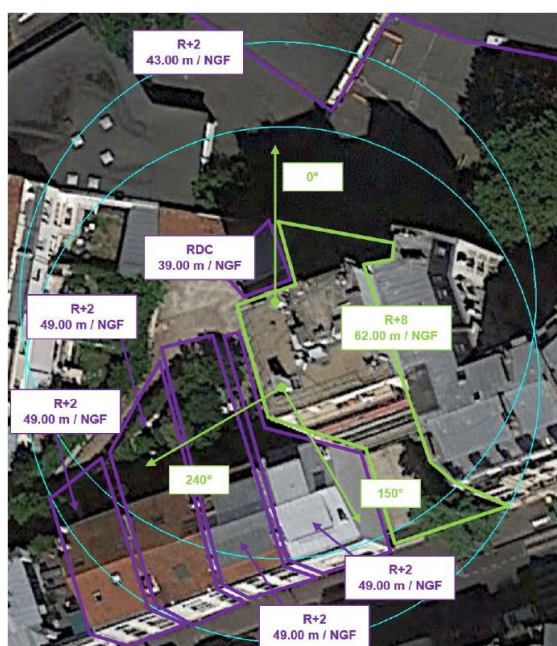 R+2
43.00 m / NGF
0°
RDC
39.00 m / NGF
R+2
49.00 m / NGF
R+8
62.00 m / NGF
R+2
49.00 m / NGF
240°
150°
R+2
49.00 m / NGF
R+2
49.00 m / NGF